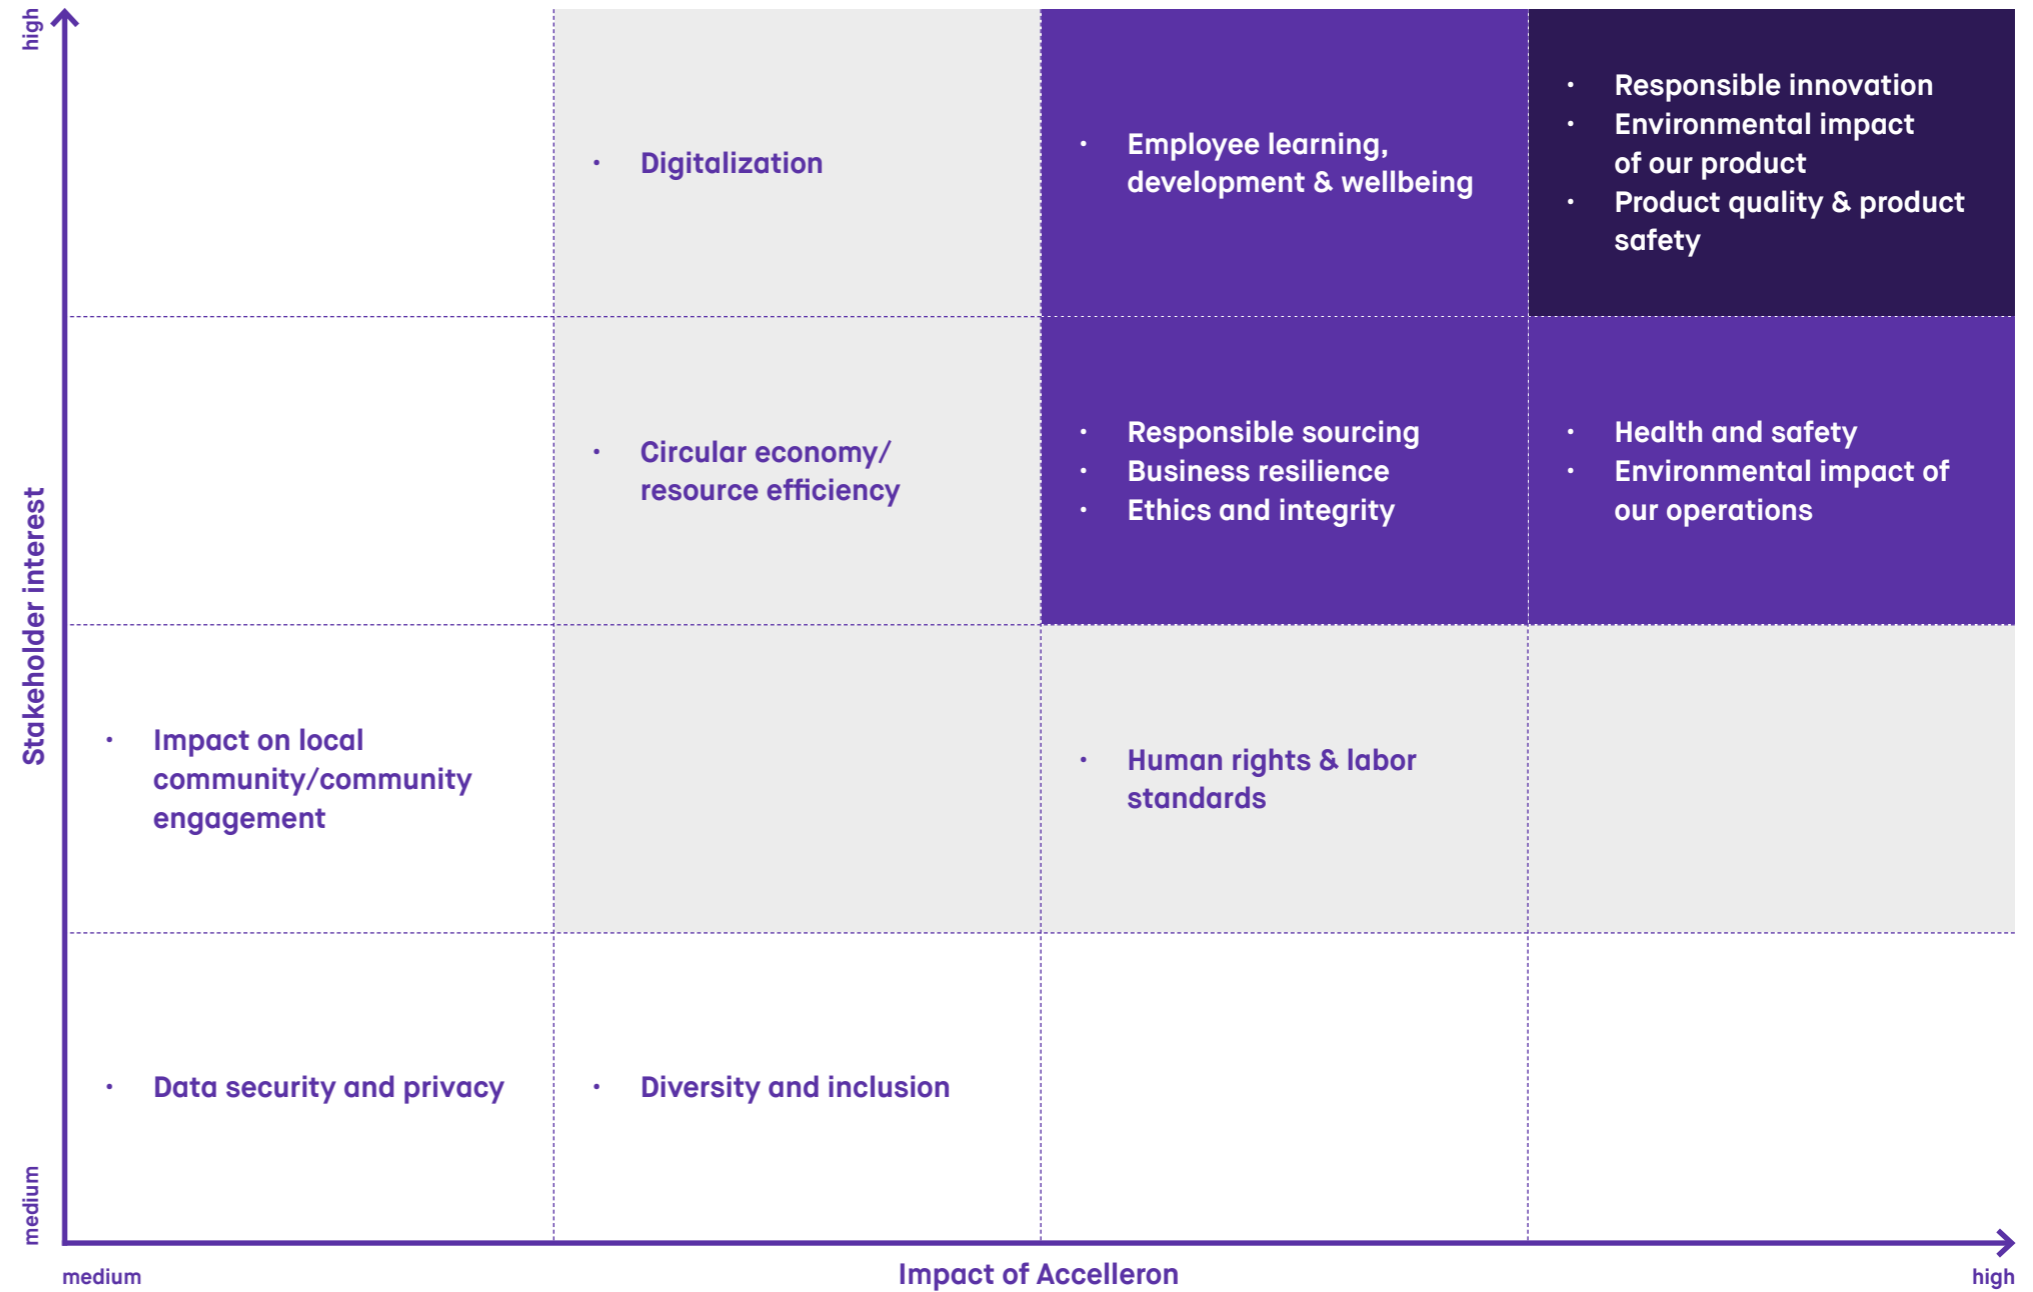 high
Stakeholder interest
medium
• Digitalization
• Employee learning,
development & wellbeing
• Responsible innovation
• Environmental impact
of our product
• Product quality & product
safety
• Circular economy/
resource efficiency
• Responsible sourcing
• Business resilience
• Ethics and integrity
• Health and safety
• Environmental impact of
our operations
• Impact on local
community/community
engagement
• Human rights & labor
standards
• Data security and privacy
• Diversity and inclusion
medium
Impact of Accelleron
high